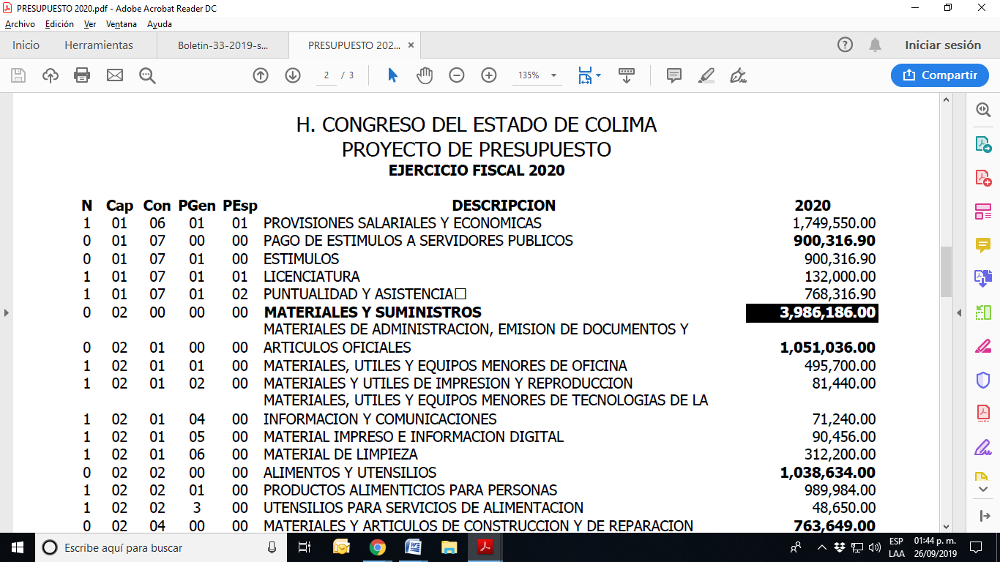 PRESUPUESTO 2020.pdf - Adobe Acrobat Reader DC
Archivo Edición Ver Ventana Ayuda
Inicio Herramientas Boletin-33-2019-s... PRESUPUESTO 202... × Iniciar sesión
2 / 3 135% Compartir
H. CONGRESO DEL ESTADO DE COLIMA
PROYECTO DE PRESUPUESTO
EJERCICIO FISCAL 2020
N Cap Con PGen PEsp DESCRIPCION 2020
1 01 06 01 01 PROVISIONES SALARIALES Y ECONOMICAS 1,749,550.00
0 01 07 00 00 PAGO DE ESTIMULOS A SERVIDORES PUBLICOS 900,316.90
0 01 07 01 00 ESTIMULOS 900,316.90
1 01 07 01 01 LICENCIATURA 132,000.00
1 01 07 01 02 PUNTUALIDAD Y ASISTENCIA□ 768,316.90
0 02 00 00 00 MATERIALES Y SUMINISTROS 3,986,186.00
MATERIALES DE ADMINISTRACION, EMISION DE DOCUMENTOS Y
0 02 01 00 00 ARTICULOS OFICIALES 1,051,036.00
1 02 01 01 00 MATERIALES, UTILES Y EQUIPOS MENORES DE OFICINA 495,700.00
1 02 01 02 00 MATERIALES Y UTILES DE IMPRESION Y REPRODUCCION 81,440.00
MATERIALES, UTILES Y EQUIPOS MENORES DE TECNOLOGIAS DE LA
1 02 01 04 00 INFORMACION Y COMUNICACIONES 71,240.00
1 02 01 05 00 MATERIAL IMPRESO E INFORMACION DIGITAL 90,456.00
1 02 01 06 00 MATERIAL DE LIMPIEZA 312,200.00
0 02 02 00 00 ALIMENTOS Y UTENSILIOS 1,038,634.00
1 02 02 01 00 PRODUCTOS ALIMENTICIOS PARA PERSONAS 989,984.00
1 02 02 3 00 UTENSILIOS PARA SERVICIOS DE ALIMENTACION 48,650.00
0 02 04 00 00 MATERIALES Y ARTICULOS DE CONSTRUCCION Y DE REPARACION 763,649.00
Escribe aquí para buscar ESP 01:44 p. m.
LAA 26/09/2019